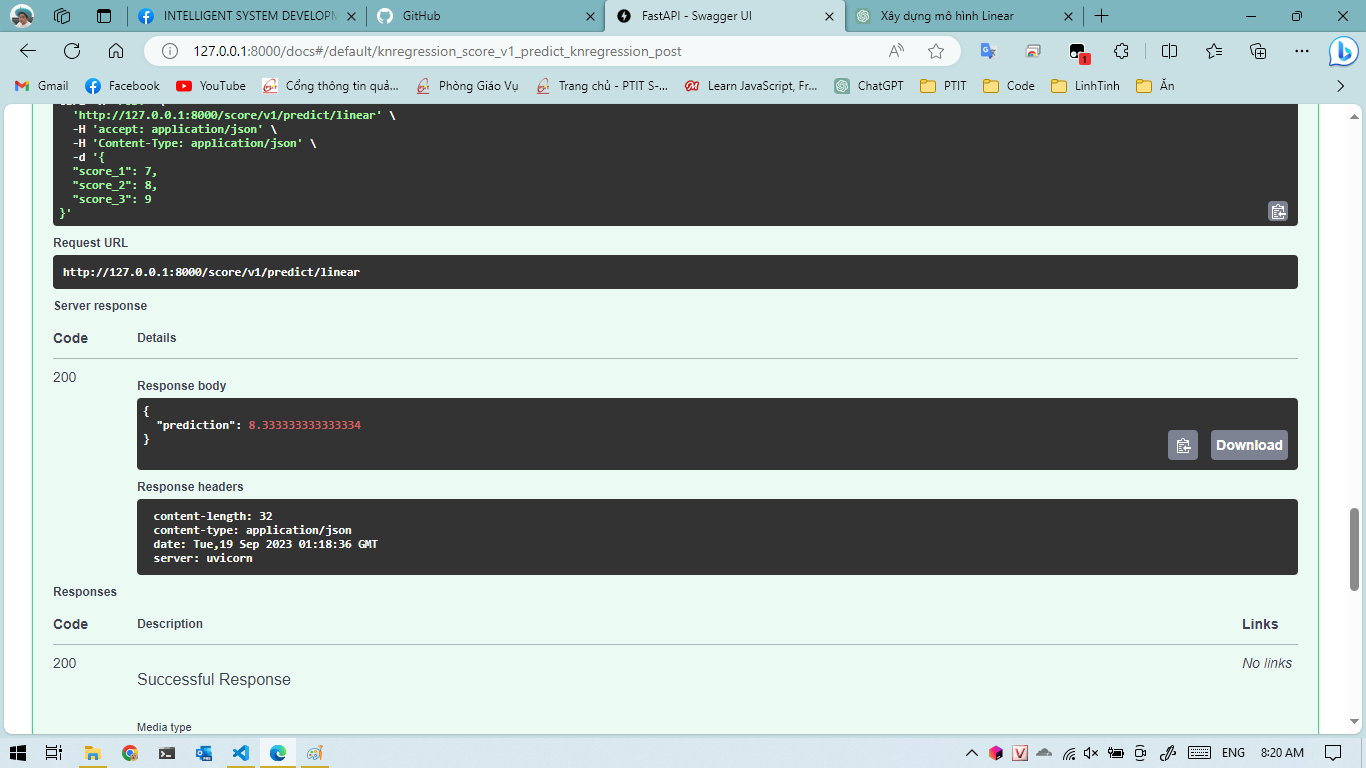 INTELLIGENT SYSTEM DEVELOPM
GitHub
FastAPI - Swagger UI
Xây dựng mô hình Linear
127.0.0.1:8000/docs#/default/knregression_score_v1_predict_knregression_post
1
Gmail
Facebook
YouTube
Cổng thông tin quả...
Phòng Giáo Vụ
Trang chủ - PTIT S-...
Learn JavaScript, Fr...
ChatGPT
PTIT
Code
LinhTinh
Ăn
'http://127.0.0.1:8000/score/v1/predict/linear' \
-H 'accept: application/json' \
-H 'Content-Type: application/json' \
-d '{
"score_1": 7,
"score_2": 8,
"score_3": 9
}'
Request URL
http://127.0.0.1:8000/score/v1/predict/linear
Server response
Code Details
200
Response body
{
"prediction": 8.333333333333334
}
Download
Response headers
content-length: 32
content-type: application/json
date: Tue,19 Sep 2023 01:18:36 GMT
server: uvicorn
Responses
Code Description Links
200
Successful Response
No links
Media type
ENG 8:20 AM